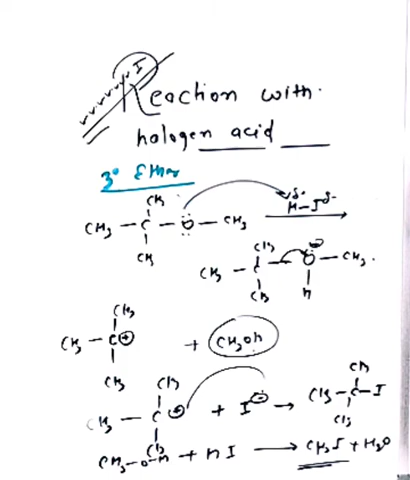 I
Reaction with
halogen acid
3° Ether
CH3
CH3 - C - O - CH3
CH3
δ+ H - I δ-
CH3
CH3 - C - O - CH3.
CH3 H
CH3
CH3 - C⊕ + CH3OH
CH3
CH3
CH3 - C ⊕ + I⊖ → CH3 - C - I
CH3
CH3
CH3 - O - H + HI → CH3I + H2O